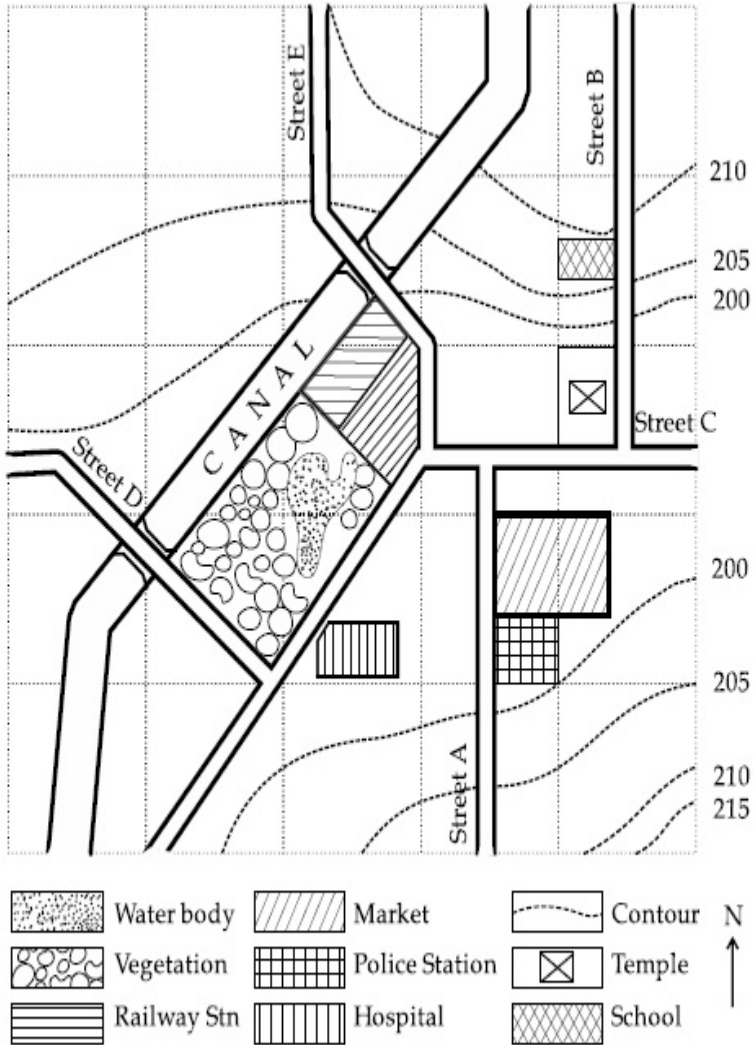 Street E
Street B
210
205
200
CANAL
Street C
Street D
200
205
Street A
210
215
Water body
Market
Contour
N
Vegetation
Police Station
Temple
Railway Stn
Hospital
School